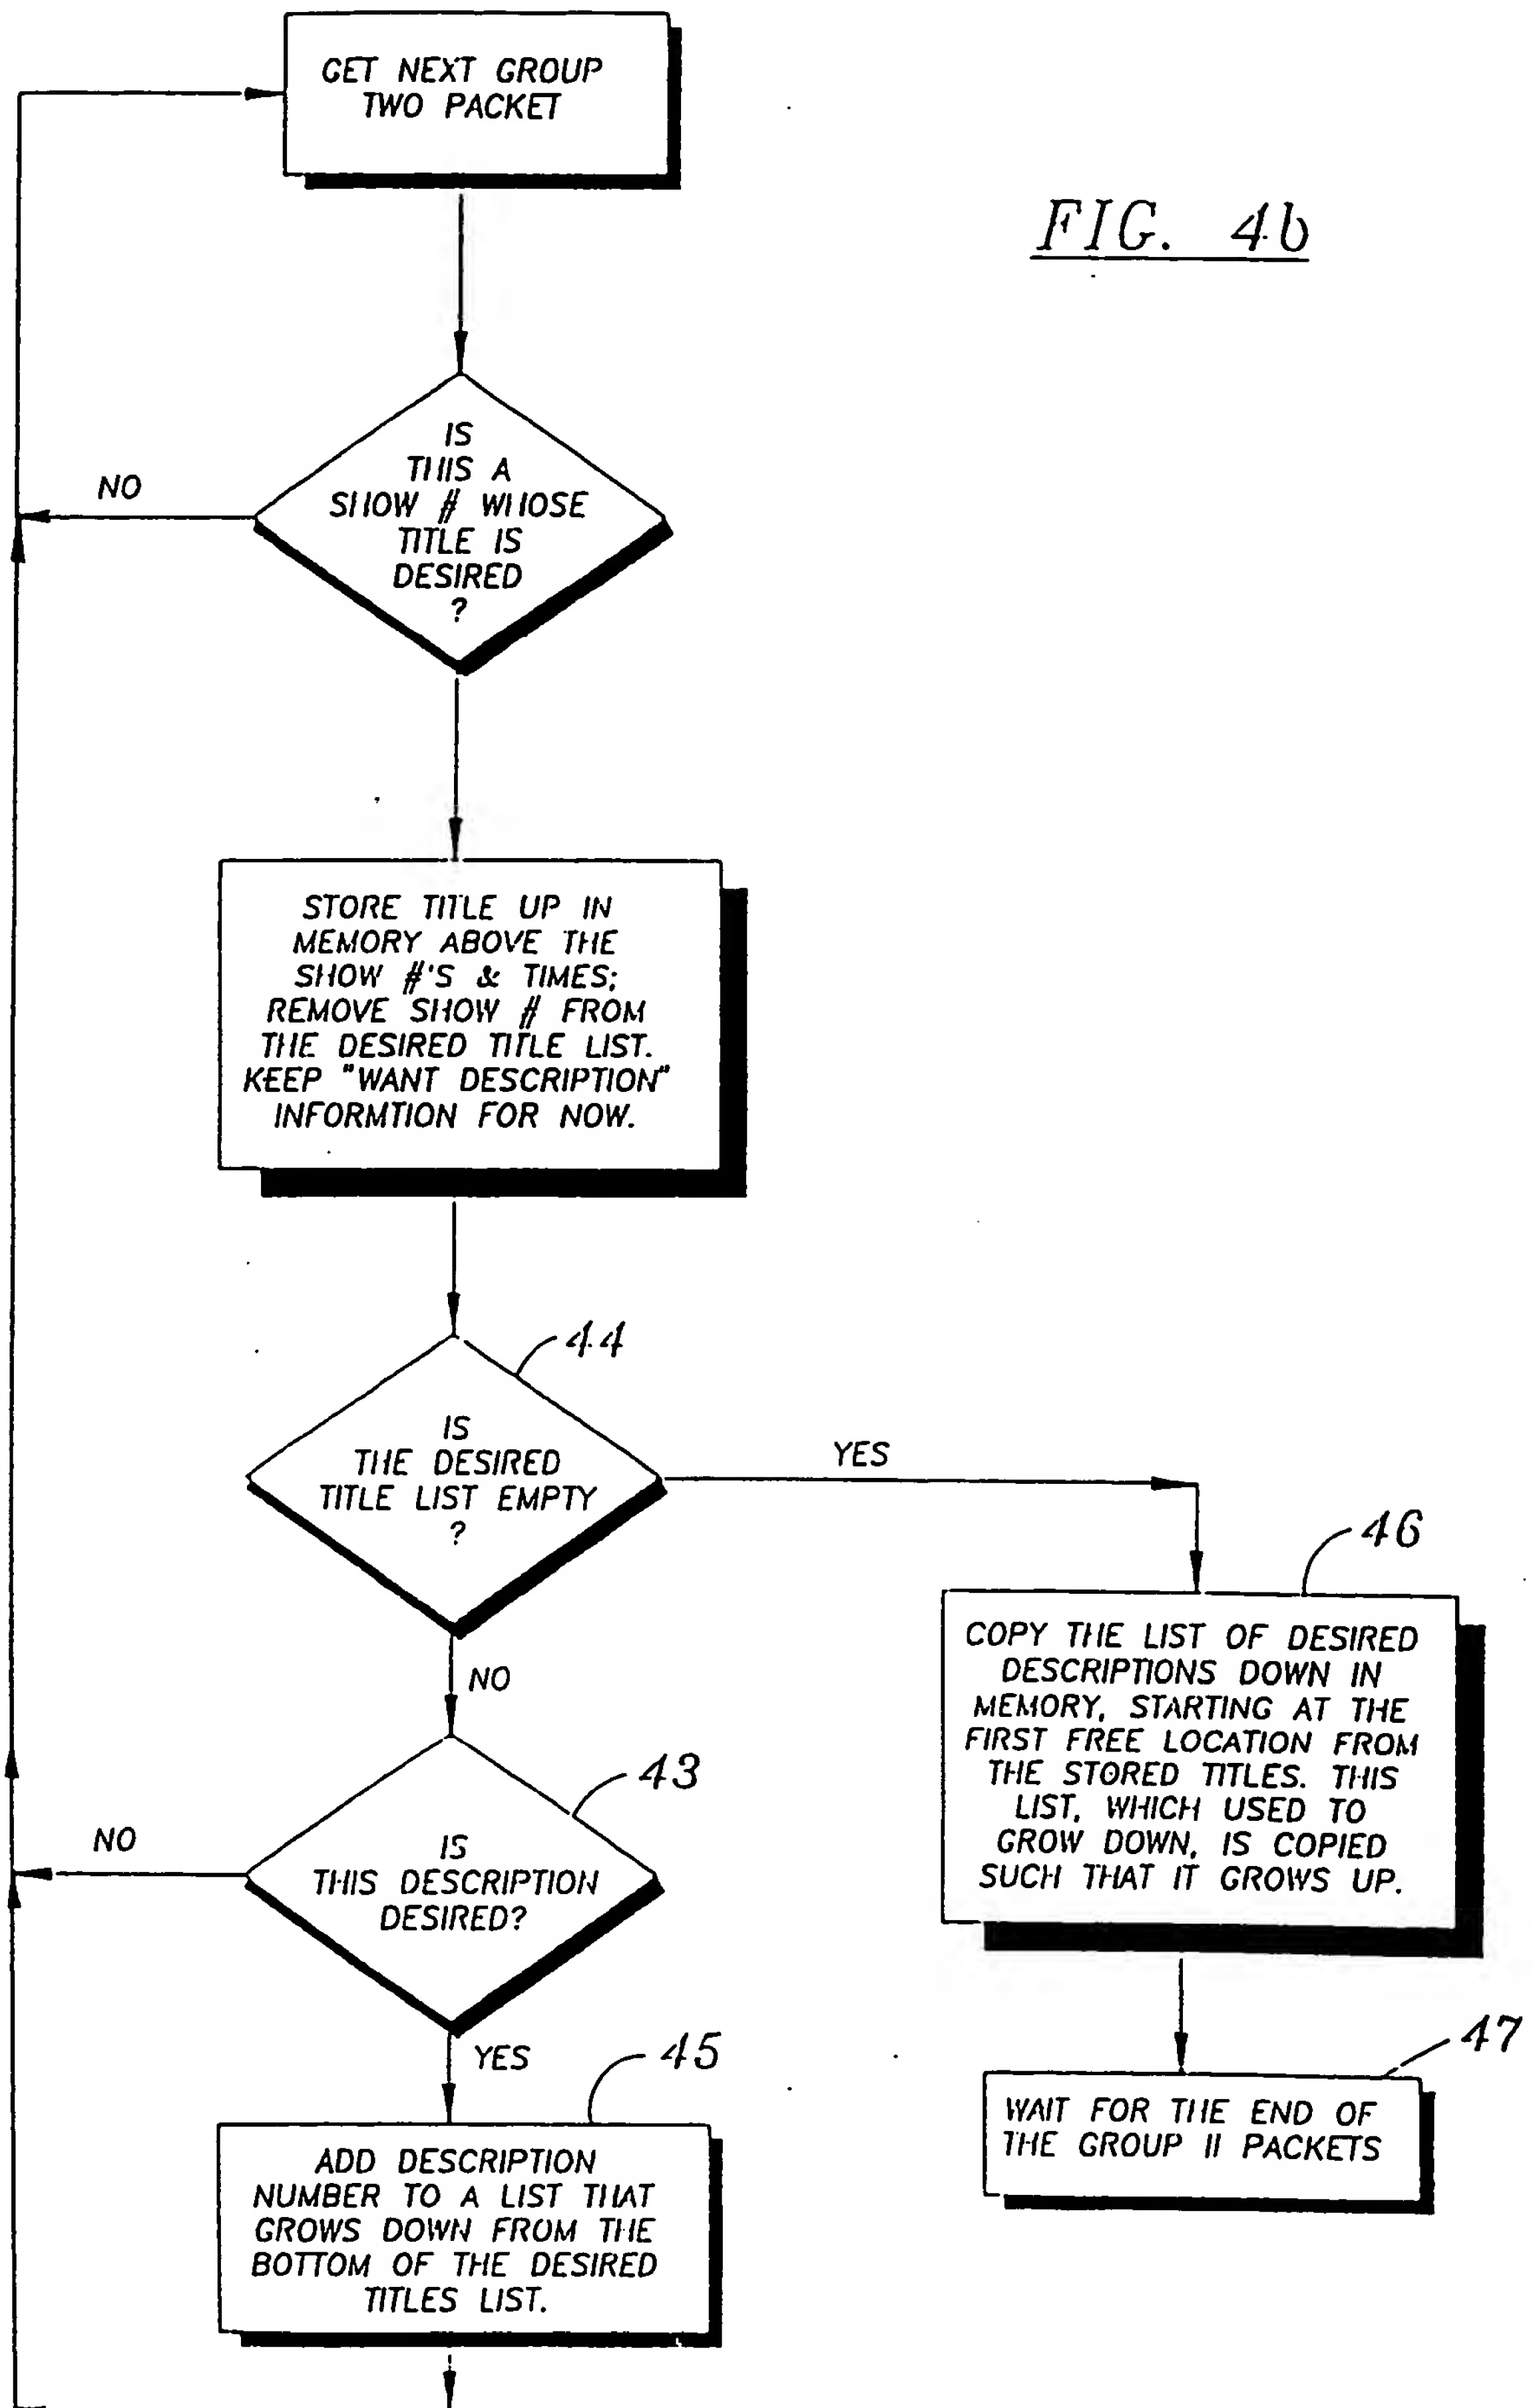 GET NEXT GROUP
TWO PACKET
FIG. 4b
IS
THIS A
SHOW # WHOSE
TITLE IS
DESIRED
?
NO
STORE TITLE UP IN
MEMORY ABOVE THE
SHOW #'S & TIMES;
REMOVE SHOW # FROM
THE DESIRED TITLE LIST.
KEEP "WANT DESCRIPTION"
INFORMTION FOR NOW.
44
IS
THE DESIRED
TITLE LIST EMPTY
?
YES
NO
46
COPY THE LIST OF DESIRED
DESCRIPTIONS DOWN IN
MEMORY, STARTING AT THE
FIRST FREE LOCATION FROM
THE STORED TITLES. THIS
LIST, WHICH USED TO
GROW DOWN, IS COPIED
SUCH THAT IT GROWS UP.
43
IS
THIS DESCRIPTION
DESIRED?
NO
YES
45
ADD DESCRIPTION
NUMBER TO A LIST THAT
GROWS DOWN FROM THE
BOTTOM OF THE DESIRED
TITLES LIST.
47
WAIT FOR THE END OF
THE GROUP II PACKETS